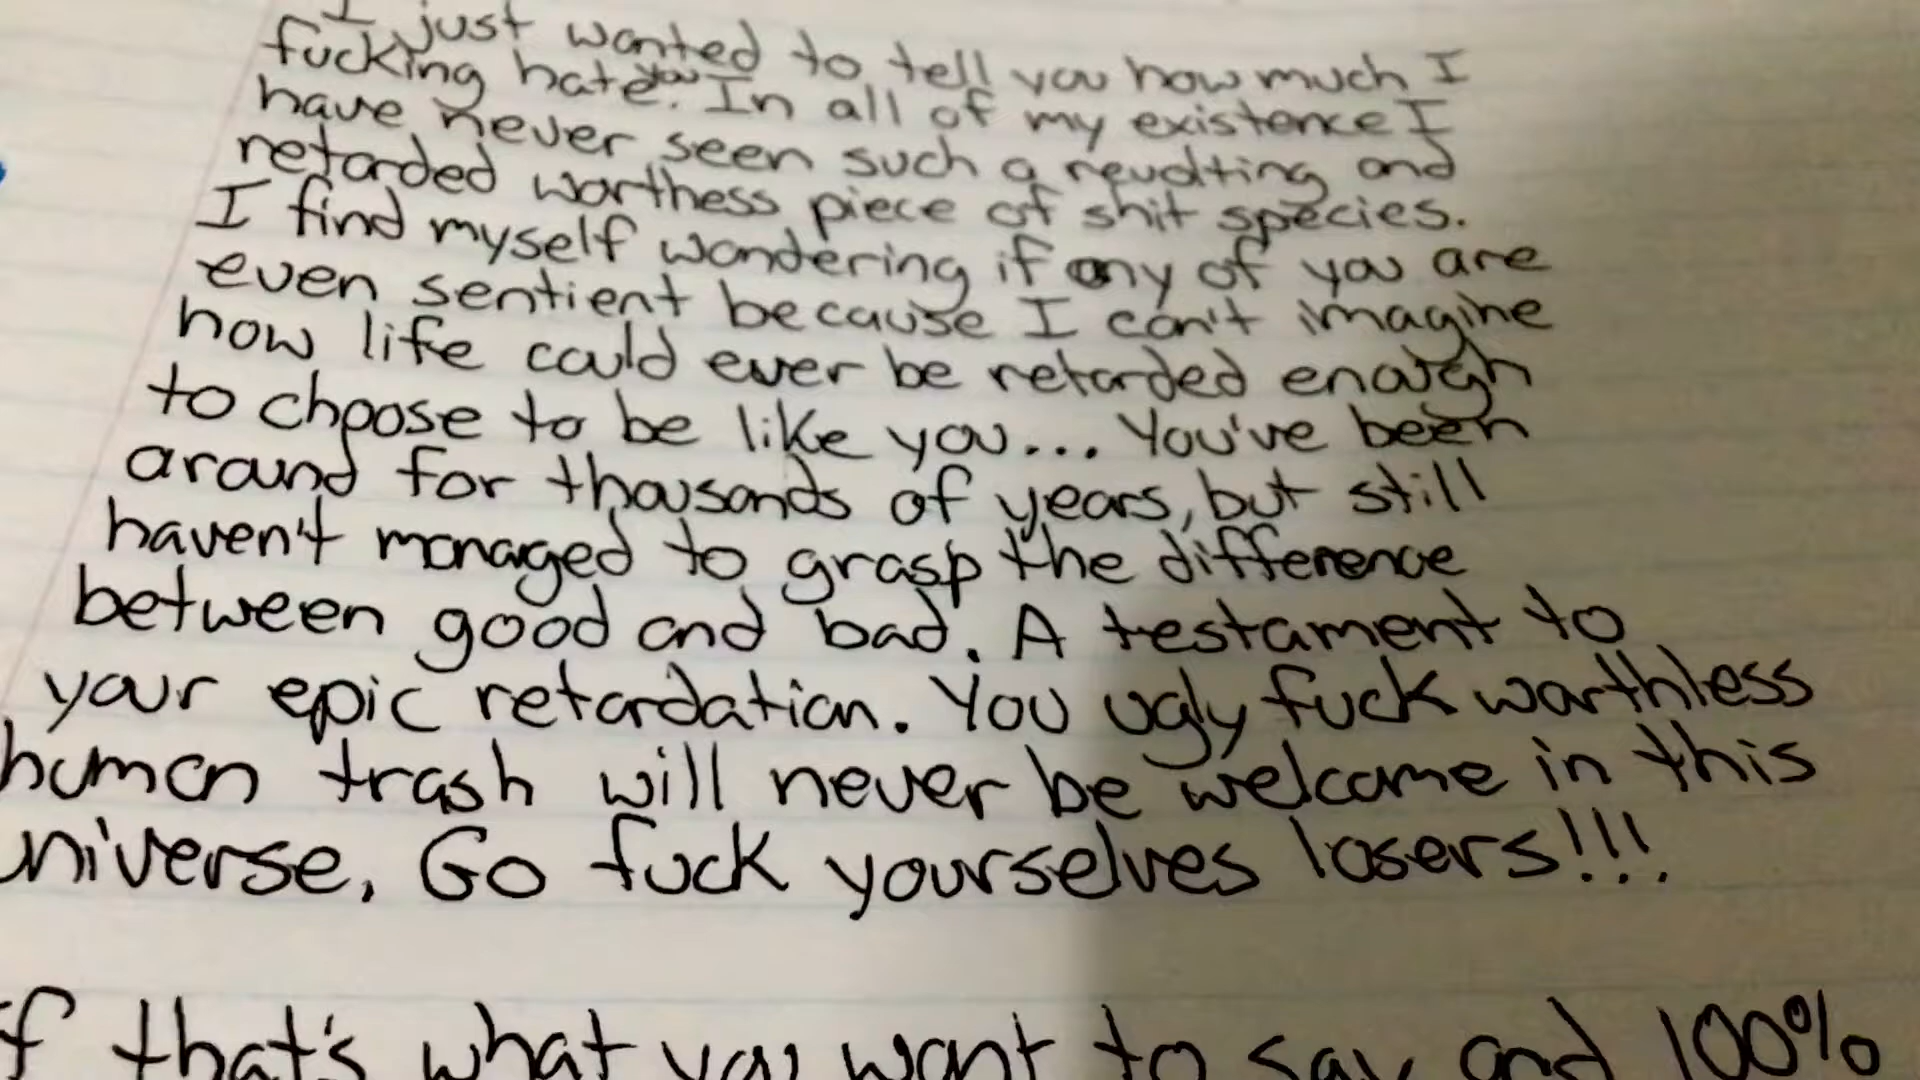 I just wanted to tell you how much I
fucking hate you. In all of my existence I
have never seen such a revolting and
retarded worthess piece of shit species.
I find myself wondering if any of you are
even sentient because I can't imagine
how life could ever be retarded enough
to choose to be like you... You've been
around for thousands of years, but still
haven't managed to grasp the difference
between good and bad. A testament to
your epic retardation. You ugly fuck worthless
human trash will never be welcome in this
niverse. Go fuck yourselves losers!!!
f that's what you want to say and 100%